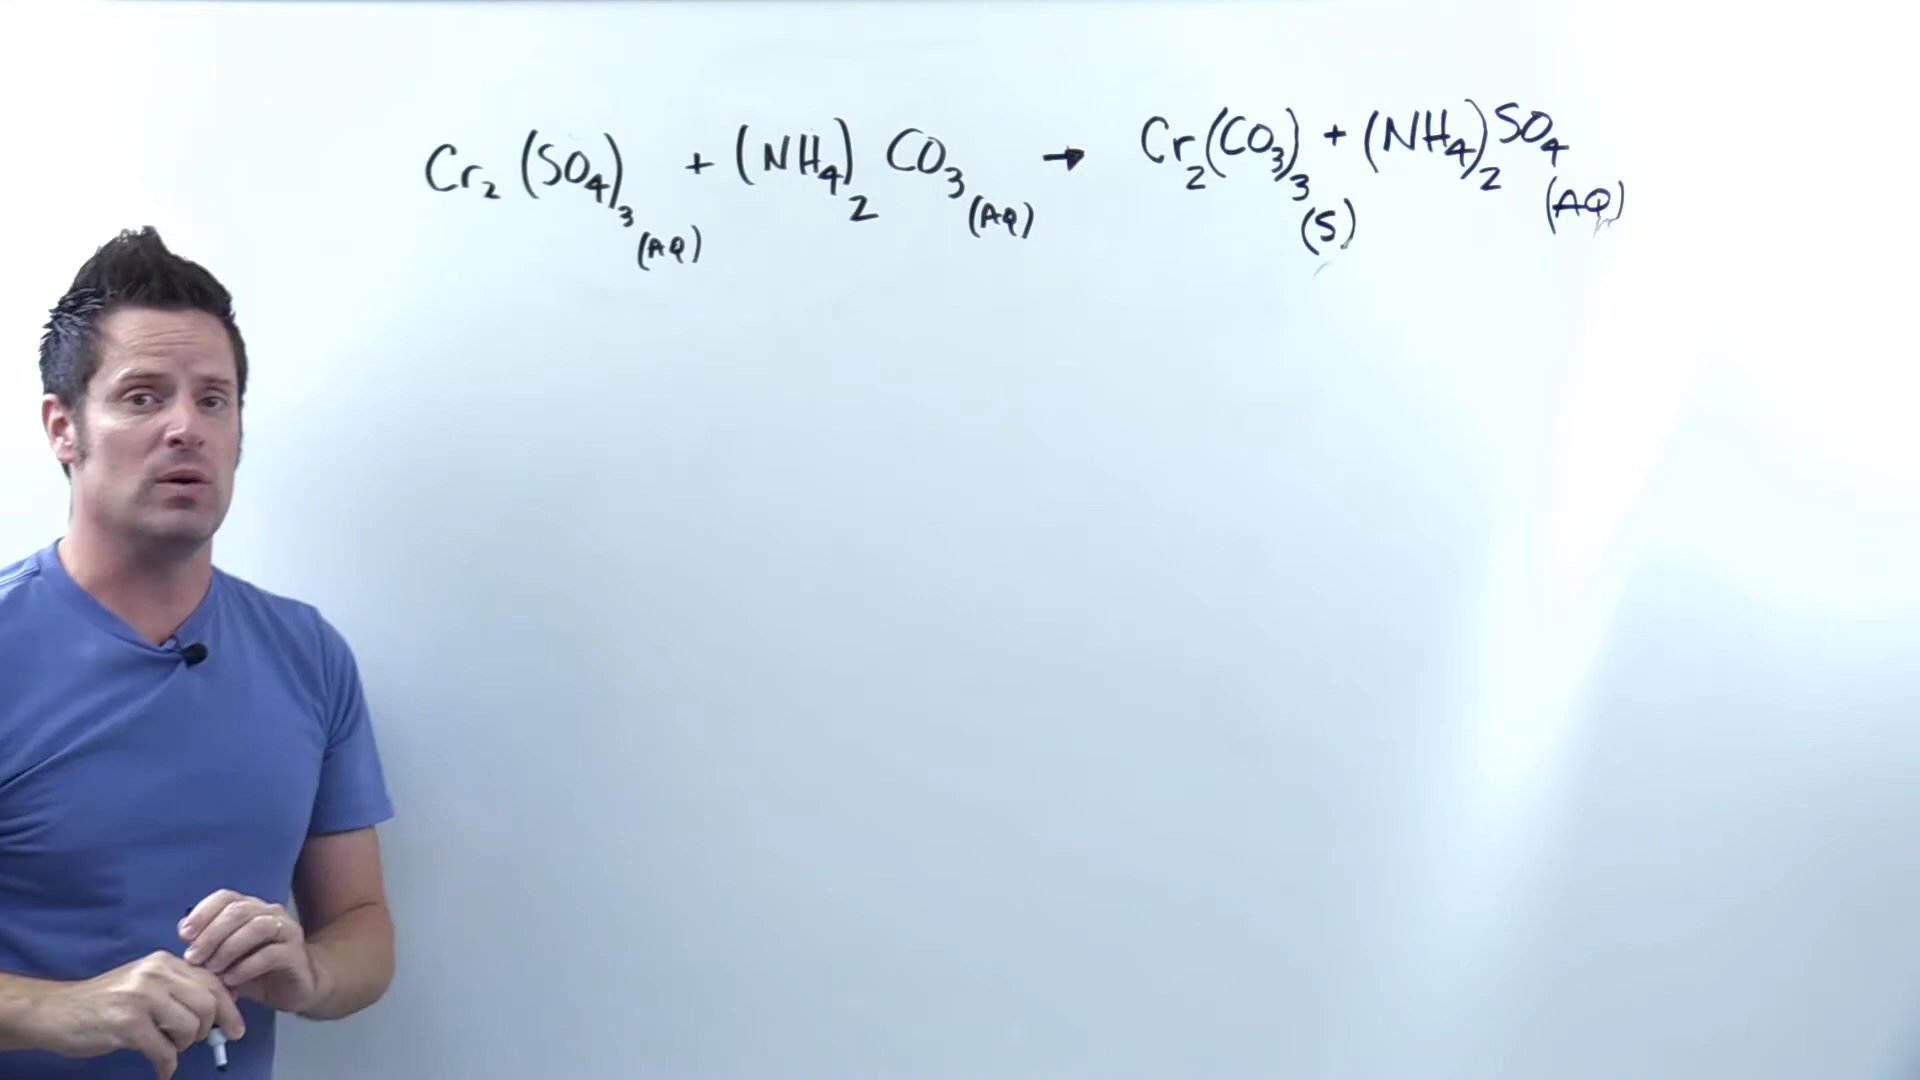 Cr₂(SO₄)₃(AQ) + (NH₄)₂CO₃(AQ) → Cr₂(CO₃)₃(S) + (NH₄)₂SO₄(AQ)